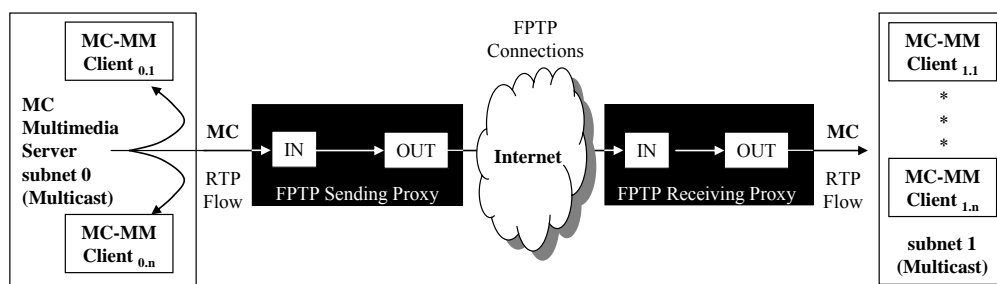 MC-MM
Client 0.1
MC
Multimedia
Server
subnet 0
(Multicast)
MC-MM
Client 0.n
MC
RTP
Flow
IN
OUT
FPTP Sending Proxy
FPTP
Connections
Internet
IN
OUT
FPTP Receiving Proxy
MC
RTP
Flow
MC-MM
Client 1.1
*
*
*
MC-MM
Client 1.n
subnet 1
(Multicast)